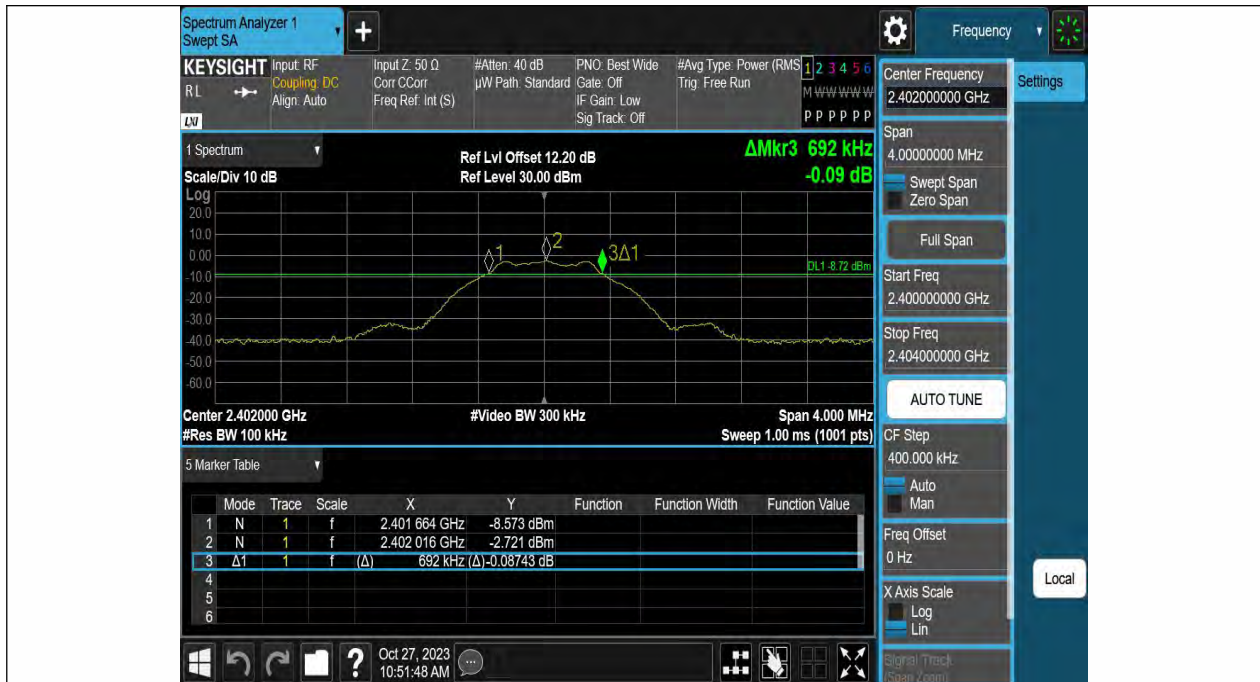 Spectrum Analyzer 1
Swept SA
+
Frequency
KEYSIGHT
RL
LXI
Input: RF
Coupling: DC
Align: Auto
Input Z: 50 Ω
Corr CCorr
Freq Ref: Int (S)
#Atten: 40 dB
µW Path: Standard
PNO: Best Wide
Gate: Off
IF Gain: Low
Sig Track: Off
#Avg Type: Power (RMS
Trig: Free Run
1 2 3 4 5 6
M W W W W W
P P P P P P
1 Spectrum
Scale/Div 10 dB
Ref Lvl Offset 12.20 dB
Ref Level 30.00 dBm
ΔMkr3 692 kHz
-0.09 dB
Log
20.0
10.0
0.00
-10.0
-20.0
-30.0
-40.0
-50.0
-60.0
1
2
3Δ1
DL1 -8.72 dBm
Center 2.402000 GHz
#Video BW 300 kHz
Span 4.000 MHz
#Res BW 100 kHz
Sweep 1.00 ms (1001 pts)
5 Marker Table
Mode Trace Scale X Y Function Function Width Function Value
1 N 1 f 2.401 664 GHz -8.573 dBm
2 N 1 f 2.402 016 GHz -2.721 dBm
3 Δ1 1 f (Δ) 692 kHz (Δ) -0.08743 dB
4
5
6
Center Frequency
2.402000000 GHz
Settings
Span
4.00000000 MHz
Swept Span
Zero Span
Full Span
Start Freq
2.400000000 GHz
Stop Freq
2.404000000 GHz
AUTO TUNE
CF Step
400.000 kHz
Auto
Man
Freq Offset
0 Hz
X Axis Scale
Log
Lin
Signal Track
(Span Zoom)
Local
?
Oct 27, 2023
10:51:48 AM